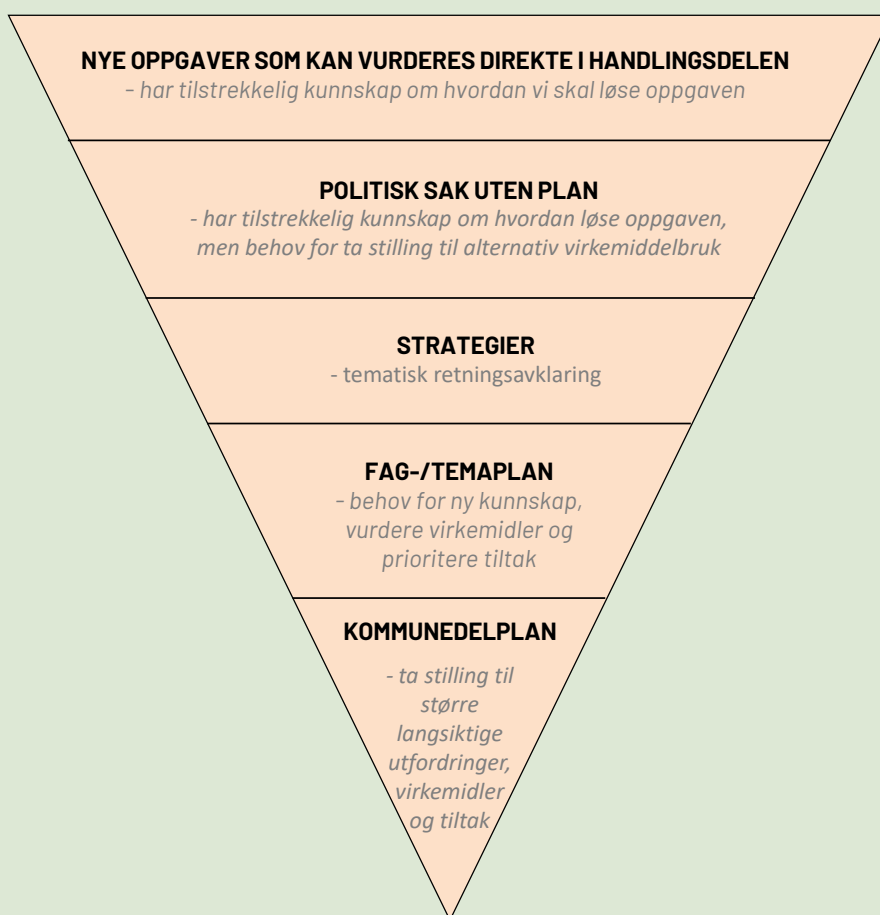 NYE OPPGAVER SOM KAN VURDERES DIREKTE I HANDLINGSDELEN
- har tilstrekkelig kunnskap om hvordan vi skal løse oppgaven
POLITISK SAK UTEN PLAN
- har tilstrekkelig kunnskap om hvordan løse oppgaven,
men behov for ta stilling til alternativ virkemiddelbruk
STRATEGIER
- tematisk retningsavklaring
FAG-/TEMAPLAN
- behov for ny kunnskap,
vurdere virkemidler og
prioritere tiltak
KOMMUNEDELPLAN
- ta stilling til
større
langsiktige
utfordringer,
virkemidler
og tiltak